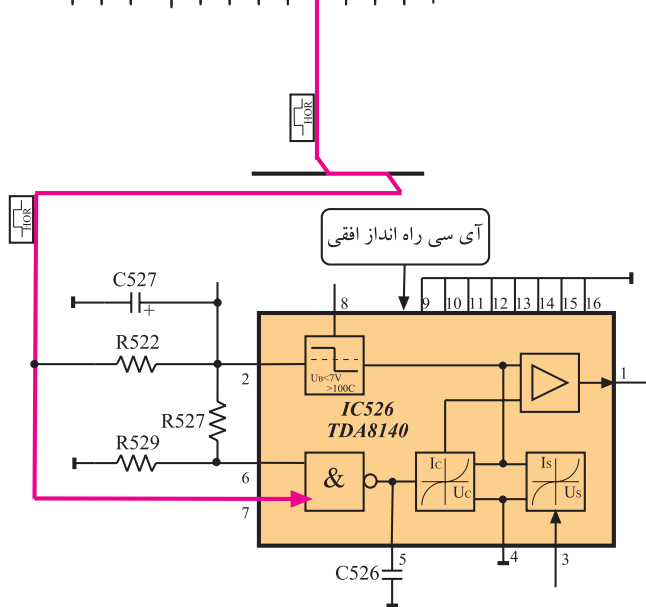 HOR
HOR
آی سی راه انداز افقی
C527
+
R522
R527
R529
2
6
7
8
9 10 11 12 13 14 15 16
1
UB<7V
>100C
IC526
TDA8140
&
IC
UC
IS
US
5
4
3
C526